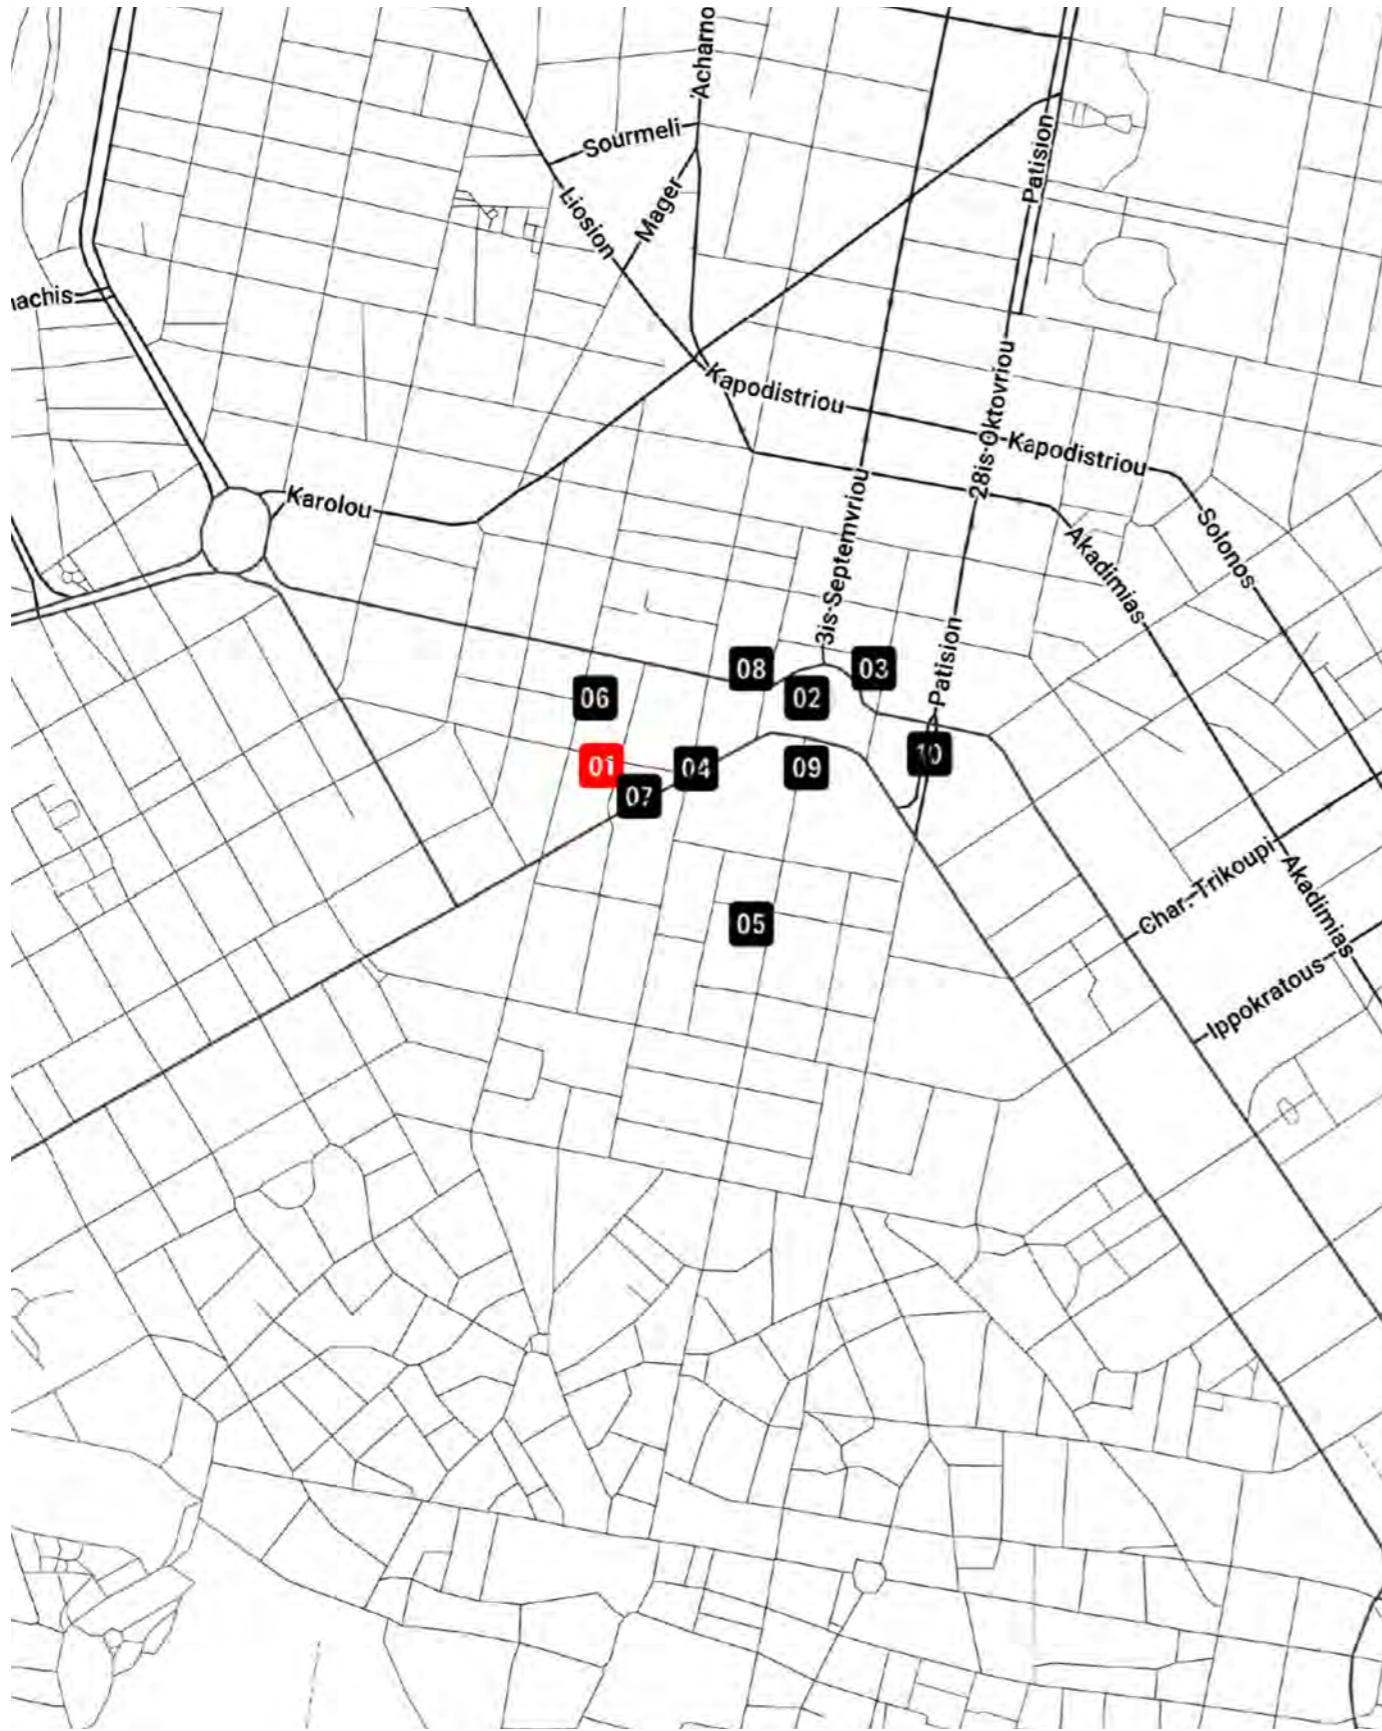 Acharno
Sourmeli
Patision
Mager
Liosion
achis
Kapodistriou
28is Oktovriou
Kapodistriou
Karolou
3is Septemvriou
Solonos
Akadimias
08
03
Patision
06
02
10
01
04
09
07
Char. Trikoupi
Akadimias
05
Ippokratous